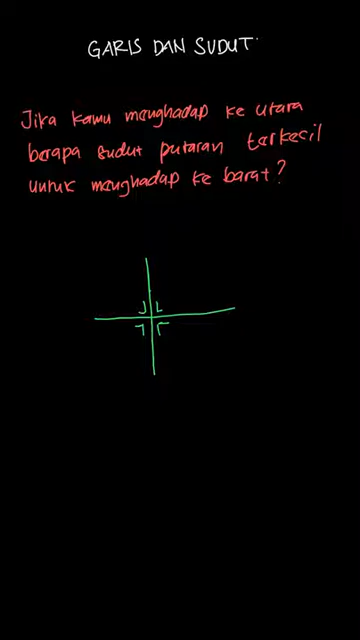 GARIS DAN SUDUT
Jika kamu menghadap ke utara
berapa sudut putaran terkecil
untuk menghadap ke barat?